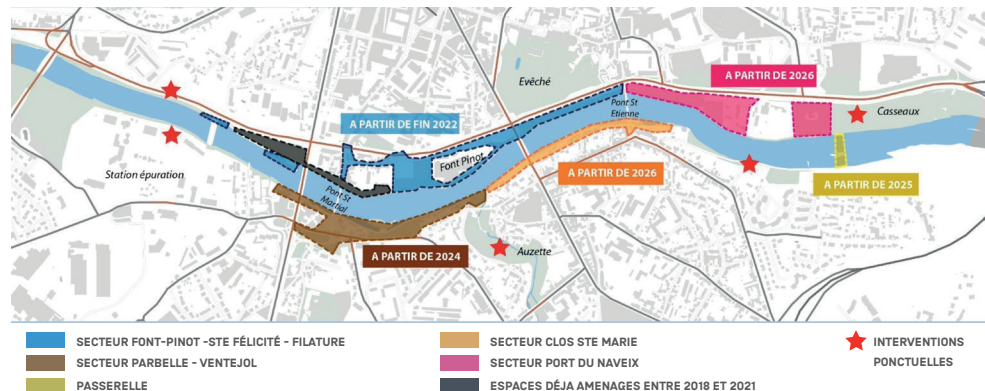 A PARTIR DE 2026
Evêché
Casseaux
Pont St
Etienne
A PARTIR DE FIN 2022
Font Pinot
Station épuration
A PARTIR DE 2026
A PARTIR DE 2025
Pont St
Martial
Auzette
A PARTIR DE 2024
SECTEUR FONT-PINOT -STE FÉLICITÉ - FILATURE
SECTEUR PARBELLE - VENTEJOL
PASSERELLE
SECTEUR CLOS STE MARIE
SECTEUR PORT DU NAVEIX
ESPACES DÉJA AMENAGES ENTRE 2018 ET 2021
INTERVENTIONS
PONCTUELLES